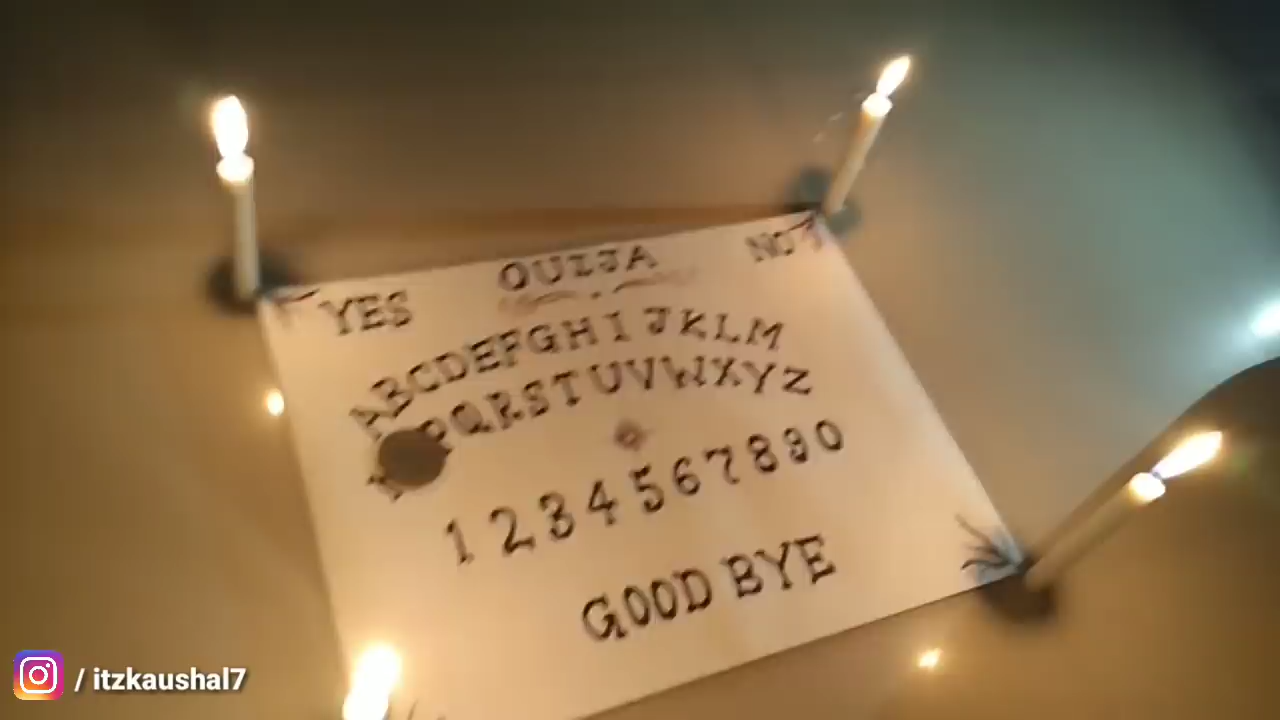 YES OUIJA NO
ABCDEFGHIJKLM
PQRSTUVWXYZ
1234567890
GOOD BYE
/ itzkaushal7